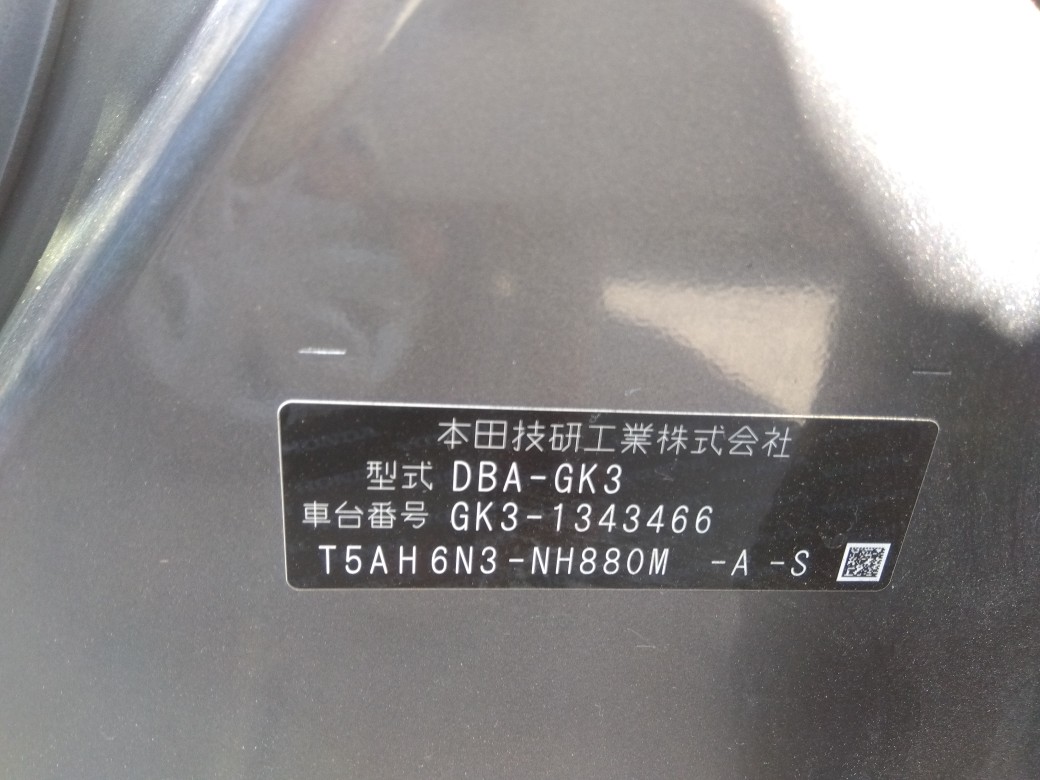 本田技研工業株式会社
型式 DBA-GK3
車台番号 GK3-1343466
T5AH6N3-NH880M -A -S